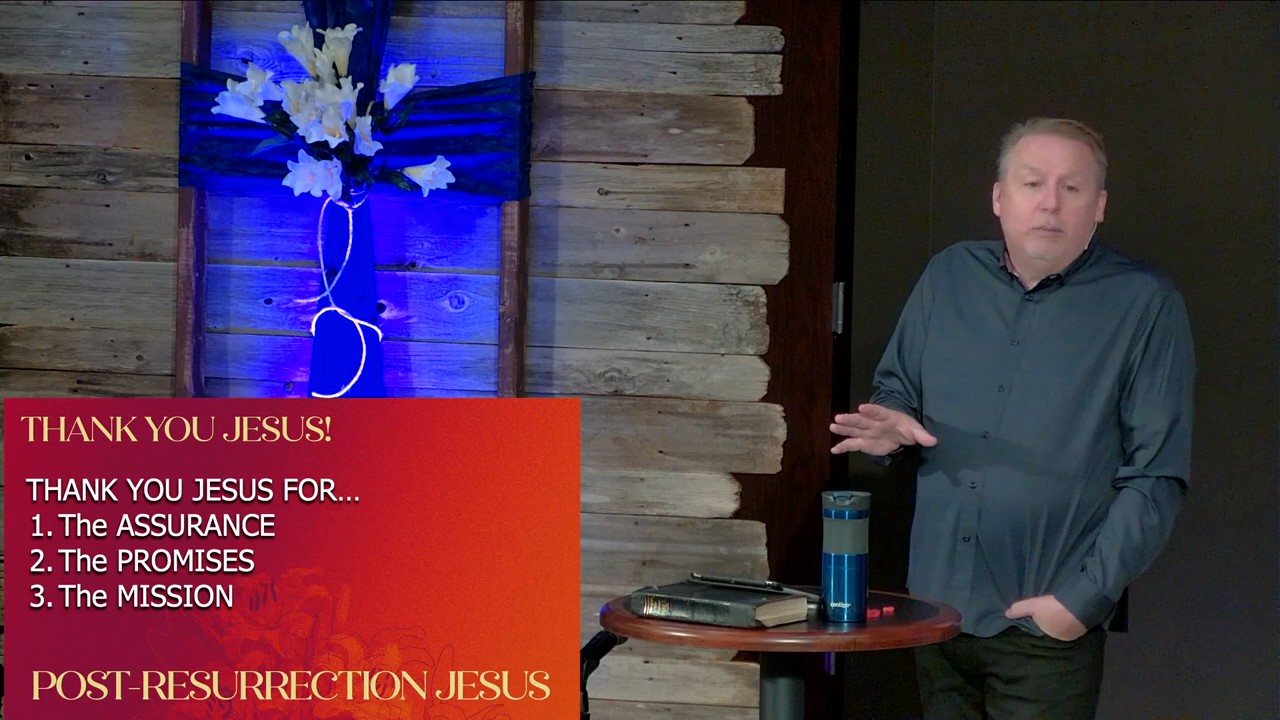 THANK YOU JESUS!
THANK YOU JESUS FOR...
1. The ASSURANCE
2. The PROMISES
3. The MISSION
POST-RESURRECTION JESUS
contigo